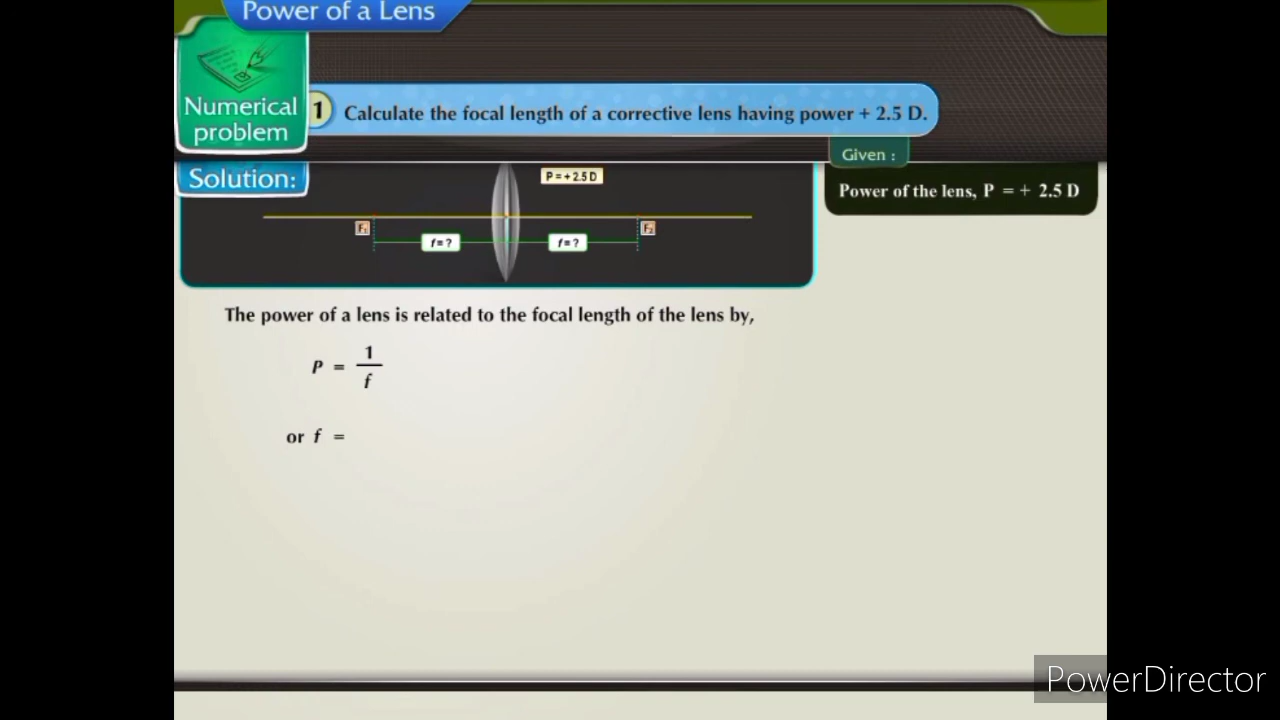 Power of a Lens
Numerical
problem
1 Calculate the focal length of a corrective lens having power + 2.5 D.
Given :
Solution:
P = + 2.5 D
Power of the lens, P = + 2.5 D
F₁
F₂
f = ?
f = ?
The power of a lens is related to the focal length of the lens by,
P = 1/f
or f =
PowerDirector